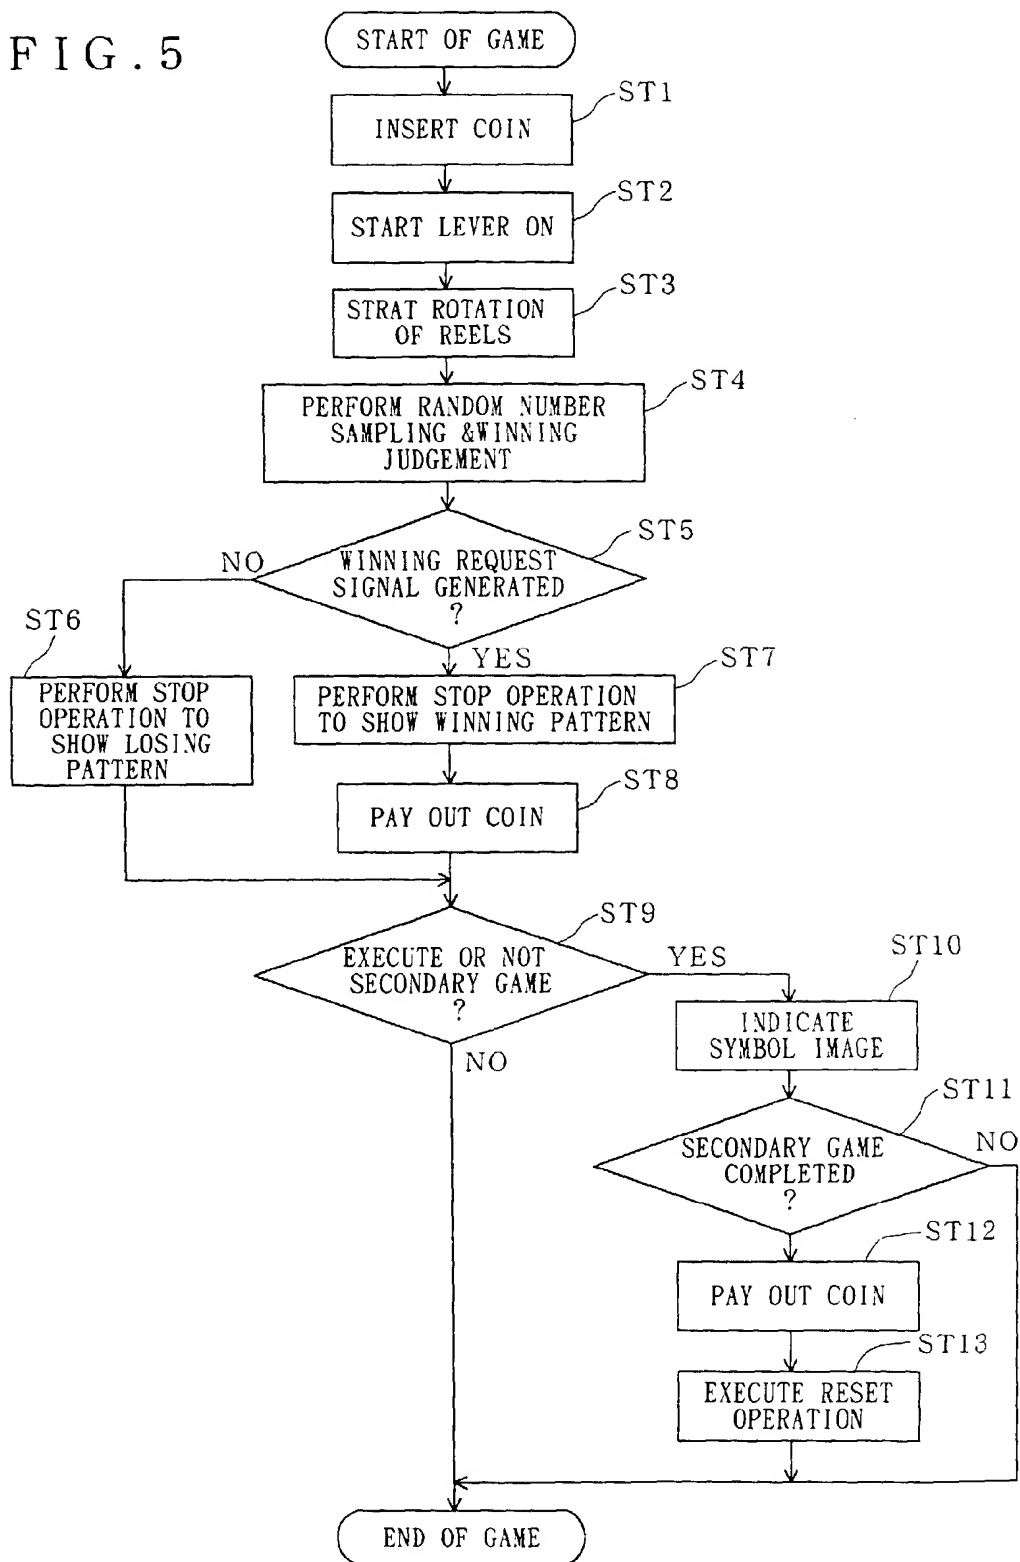 FIG.5
START OF GAME
ST1
INSERT COIN
ST2
START LEVER ON
ST3
STRAT ROTATION
OF REELS
ST4
PERFORM RANDOM NUMBER
SAMPLING &WINNING
JUDGEMENT
ST5
WINNING REQUEST
SIGNAL GENERATED
?
NO
YES
ST6
PERFORM STOP
OPERATION TO
SHOW LOSING
PATTERN
ST7
PERFORM STOP OPERATION
TO SHOW WINNING PATTERN
ST8
PAY OUT COIN
ST9
EXECUTE OR NOT
SECONDARY GAME
?
YES
NO
ST10
INDICATE
SYMBOL IMAGE
ST11
SECONDARY GAME
COMPLETED
?
NO
ST12
PAY OUT COIN
ST13
EXECUTE RESET
OPERATION
END OF GAME